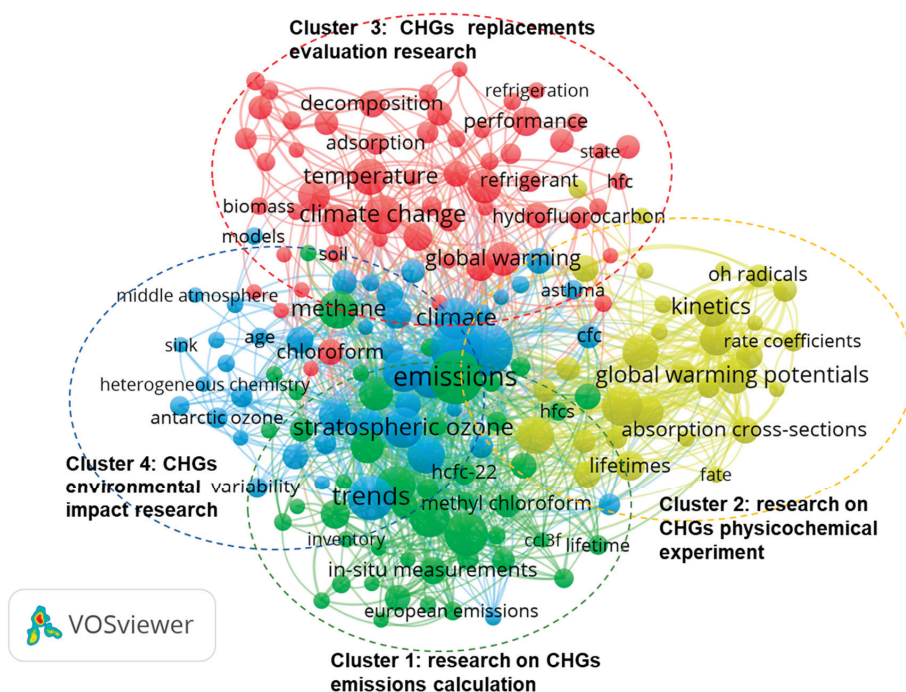 Cluster 3: CHGs replacements
evaluation research
refrigeration
decomposition
performance
adsorption
state
temperature
refrigerant
hfc
biomass
climate change
hydrofluorocarbon
models
soil
global warming
oh radicals
middle atmosphere
methane
asthma
kinetics
climate
sink
age
chloroform
cfc
rate coefficients
heterogeneous chemistry
emissions
global warming potentials
antarctic ozone
stratospheric ozone
hfcs
absorption cross-sections
Cluster 4: CHGs
environmental
impact research
variability
hcfc-22
lifetimes
fate
trends
methyl chloroform
Cluster 2: research on
CHGs physicochemical
experiment
inventory
ccl3f
lifetime
in-situ measurements
european emissions
VOSviewer
Cluster 1: research on CHGs
emissions calculation